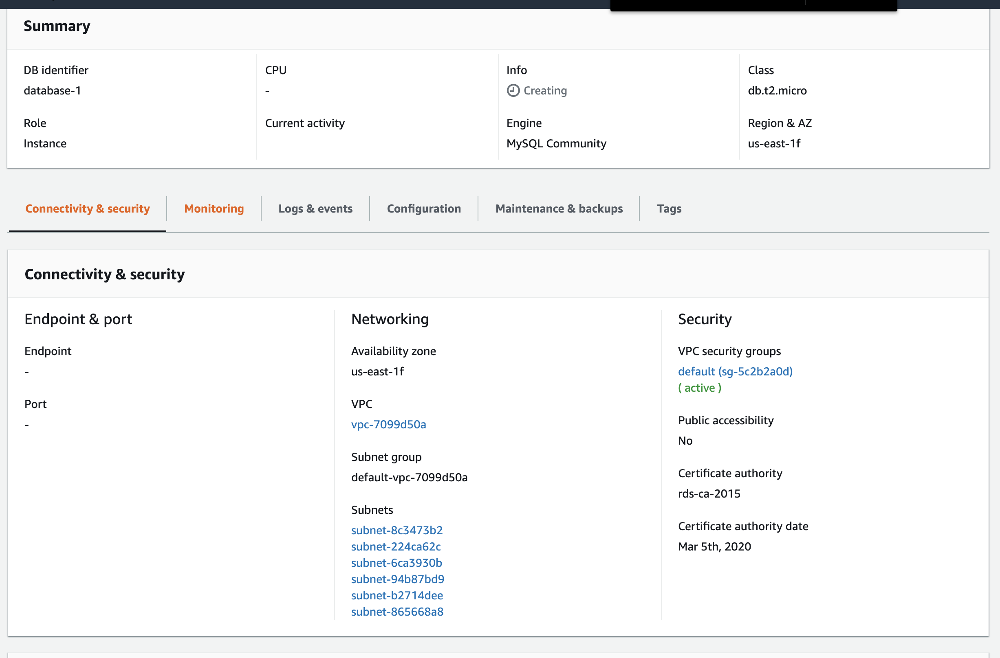 Summary
DB identifier
database-1
CPU
-
Info
Creating
Class
db.t2.micro
Role
Instance
Current activity
Engine
MySQL Community
Region & AZ
us-east-1f
Connectivity & security
Monitoring
Logs & events
Configuration
Maintenance & backups
Tags
Connectivity & security
Endpoint & port
Endpoint
-
Port
-
Networking
Availability zone
us-east-1f
VPC
vpc-7099d50a
Subnet group
default-vpc-7099d50a
Subnets
subnet-8c3473b2
subnet-224ca62c
subnet-6ca3930b
subnet-94b87bd9
subnet-b2714dee
subnet-865668a8
Security
VPC security groups
default (sg-5c2b2a0d)
( active )
Public accessibility
No
Certificate authority
rds-ca-2015
Certificate authority date
Mar 5th, 2020